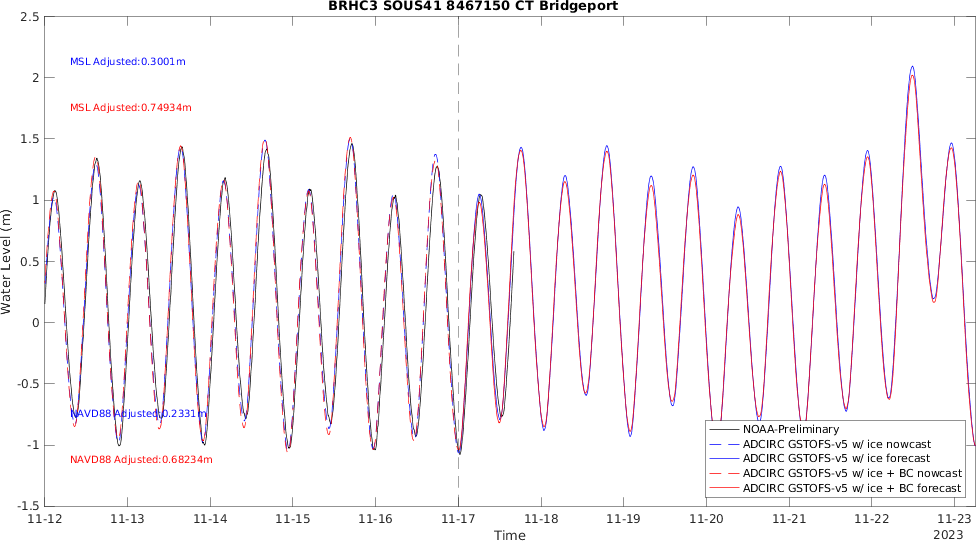 BRHC3 SOUS41 8467150 CT Bridgeport
2.5
2
1.5
1
0.5
0
-0.5
-1
-1.5
Water Level (m)
MSL Adjusted:0.3001m
MSL Adjusted:0.74934m
NAVD88 Adjusted:0.2331m
NAVD88 Adjusted:0.68234m
NOAA-Preliminary
ADCIRC GSTOFS-v5 w/ ice nowcast
ADCIRC GSTOFS-v5 w/ ice forecast
ADCIRC GSTOFS-v5 w/ ice + BC nowcast
ADCIRC GSTOFS-v5 w/ ice + BC forecast
11-12 11-13 11-14 11-15 11-16 11-17 11-18 11-19 11-20 11-21 11-22 11-23
2023
Time